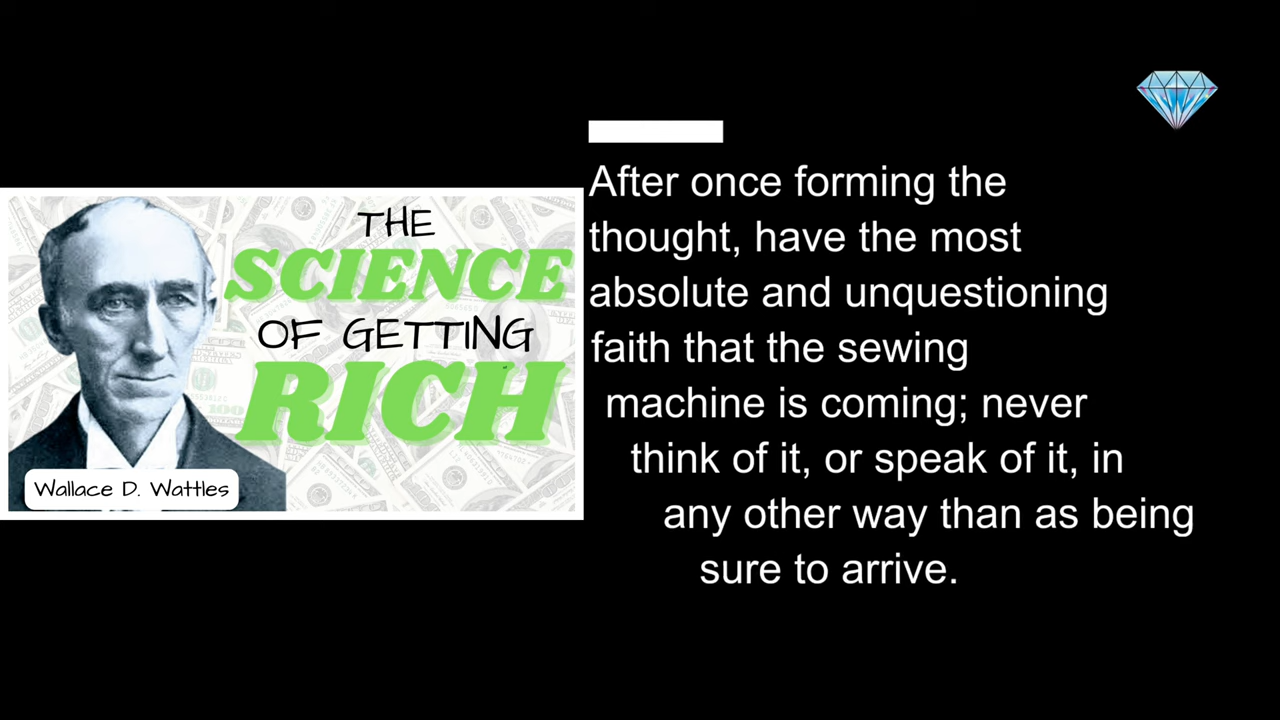 THE
SCIENCE
OF GETTING
RICH
Wallace D. Wattles
After once forming the
thought, have the most
absolute and unquestioning
faith that the sewing
machine is coming; never
think of it, or speak of it, in
any other way than as being
sure to arrive.